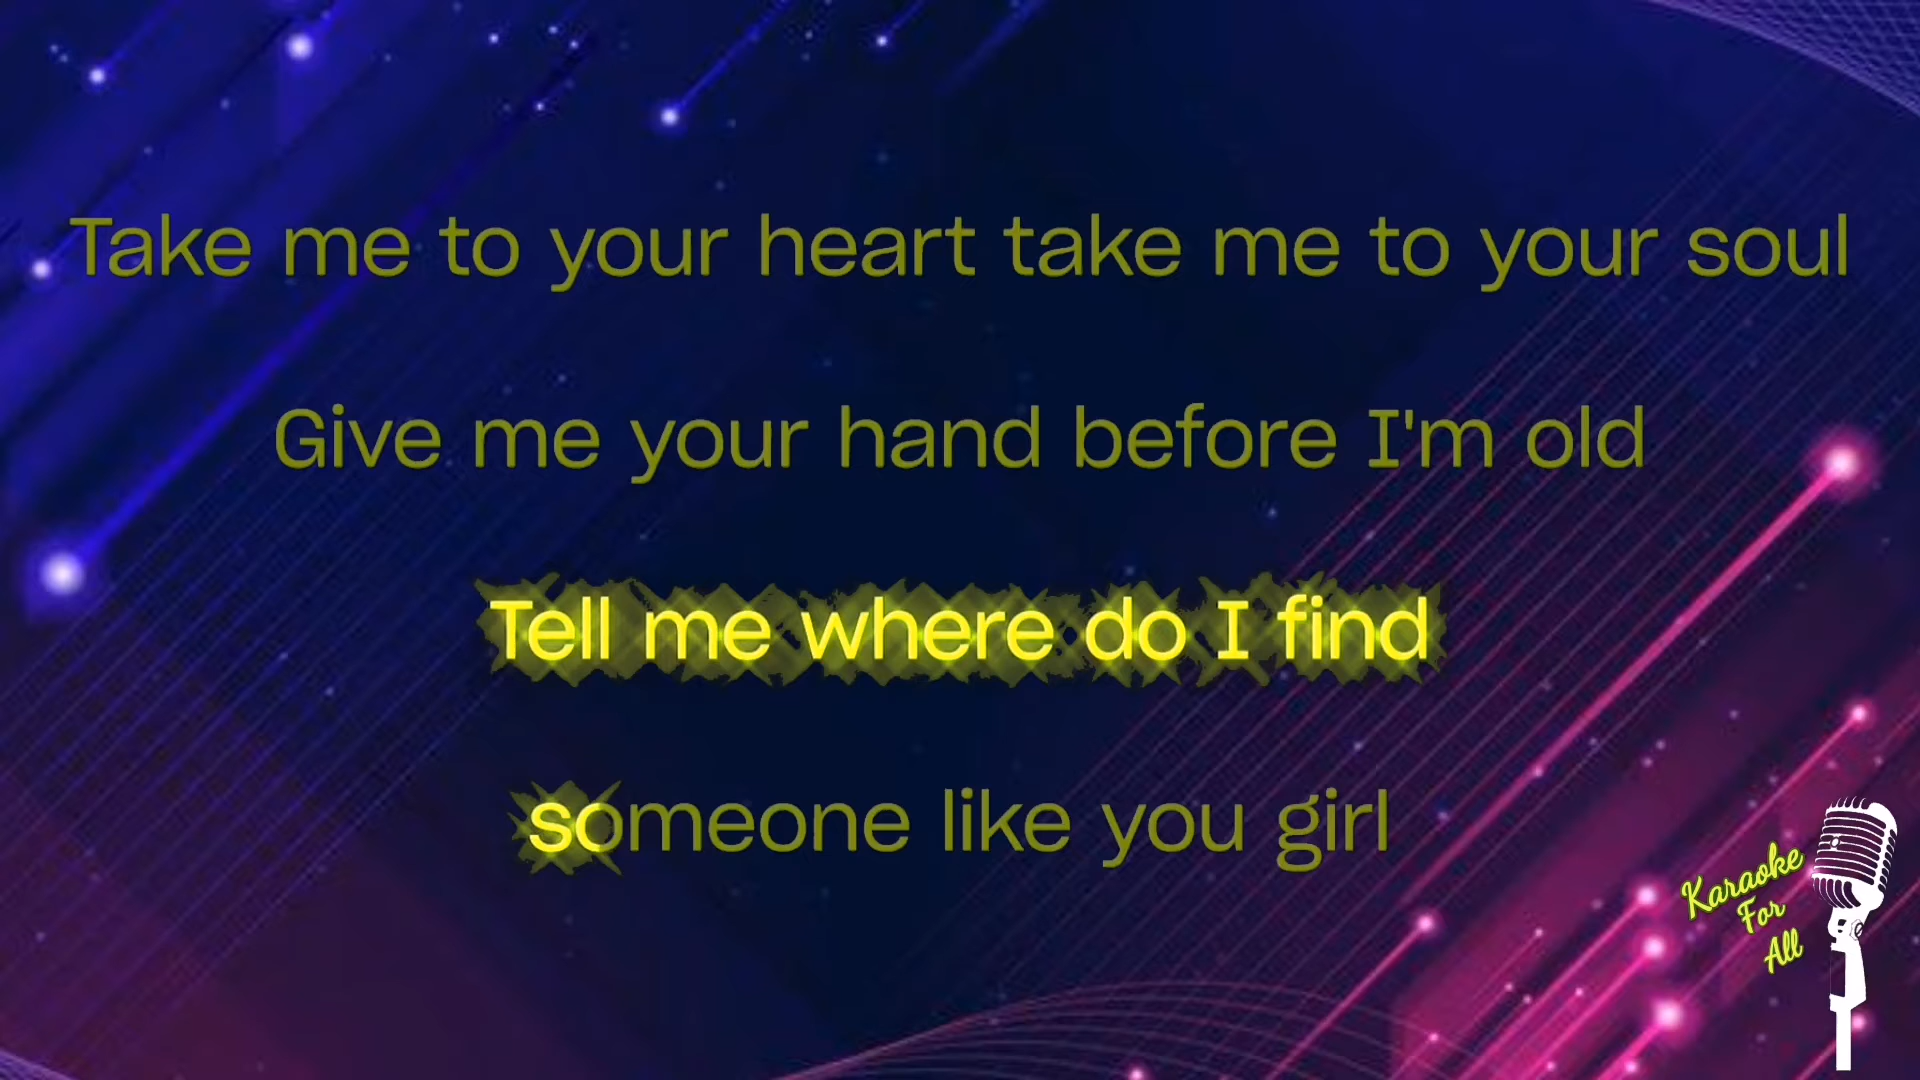 Take me to your heart take me to your soul
Give me your hand before I'm old
Tell me where do I find
someone like you girl
Karaoke
For
All